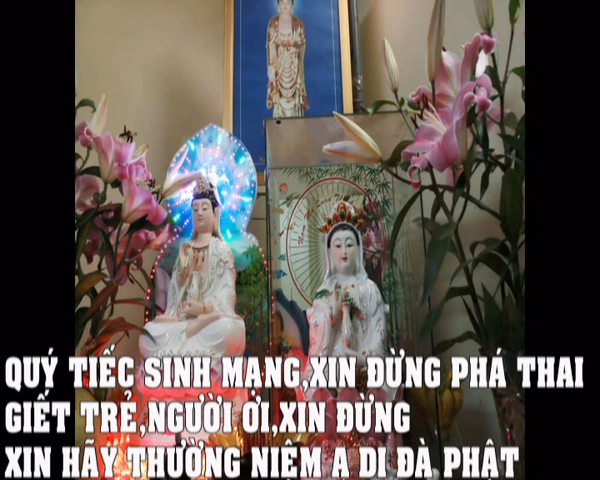 QUÝ TIẾC SINH MẠNG,XIN ĐỪNG PHÁ THAI
GIẾT TRẺ,NGƯỜI ƠI,XIN ĐỪNG
XIN HÃY THƯỜNG NIỆM A DI ĐÀ PHẬT